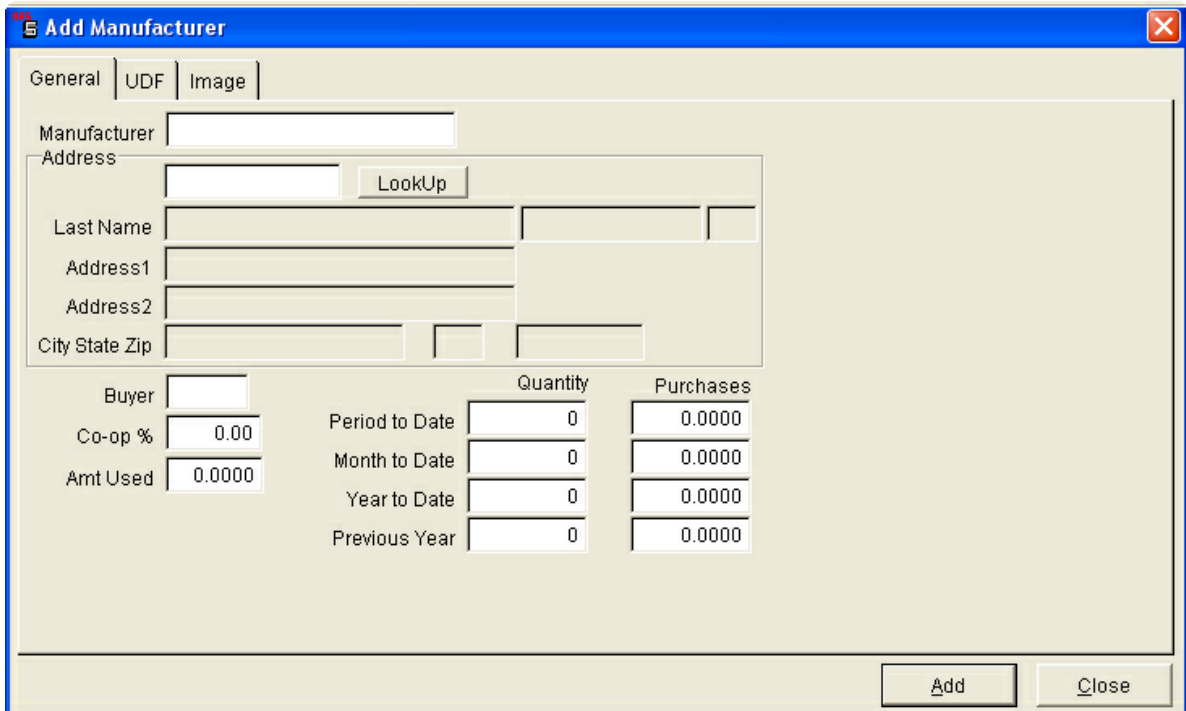 Add Manufacturer
General UDF Image
Manufacturer
Address
LookUp
Last Name
Address1
Address2
City State Zip
Quantity Purchases
Buyer
Period to Date 0 0.0000
Co-op % 0.00
Month to Date 0 0.0000
Amt Used 0.0000
Year to Date 0 0.0000
Previous Year 0 0.0000
Add Close